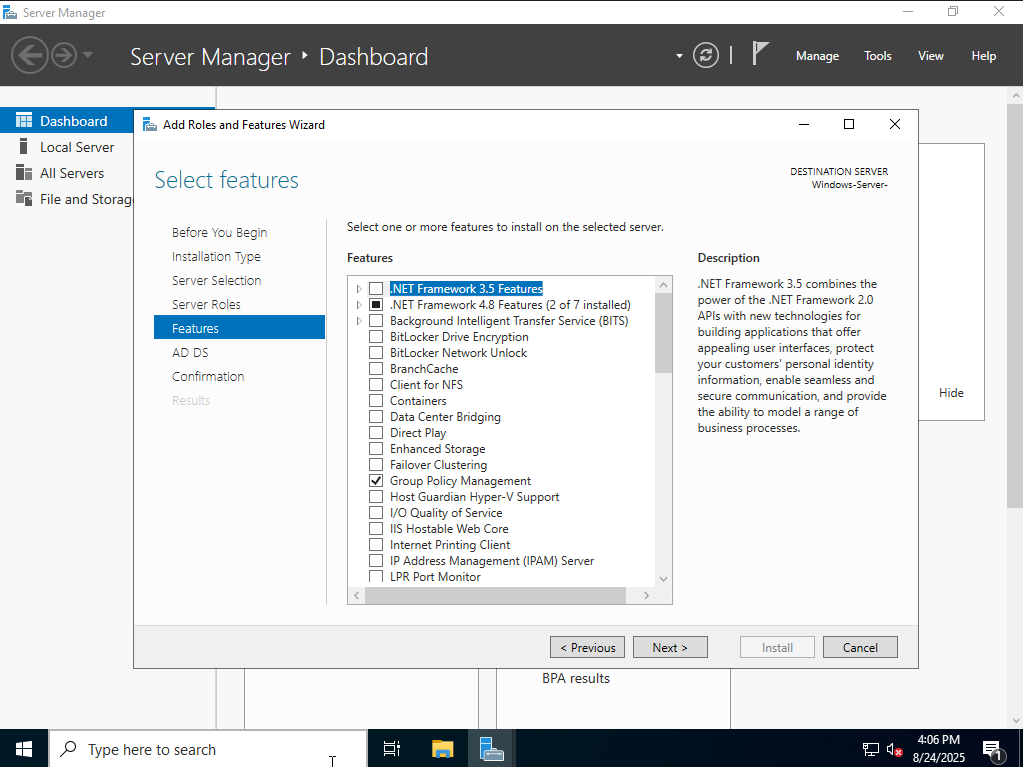 Server Manager
Server Manager
Dashboard
Manage
Tools
View
Help
Dashboard
Local Server
All Servers
File and Storag
Add Roles and Features Wizard
Select features
DESTINATION SERVER
Windows-Server-
Before You Begin
Installation Type
Server Selection
Server Roles
Features
AD DS
Confirmation
Results
Select one or more features to install on the selected server.
Features
.NET Framework 3.5 Features
.NET Framework 4.8 Features (2 of 7 installed)
Background Intelligent Transfer Service (BITS)
BitLocker Drive Encryption
BitLocker Network Unlock
BranchCache
Client for NFS
Containers
Data Center Bridging
Direct Play
Enhanced Storage
Failover Clustering
Group Policy Management
Host Guardian Hyper-V Support
I/O Quality of Service
IIS Hostable Web Core
Internet Printing Client
IP Address Management (IPAM) Server
LPR Port Monitor
Description
.NET Framework 3.5 combines the
power of the .NET Framework 2.0
APIs with new technologies for
building applications that offer
appealing user interfaces, protect
your customers' personal identity
information, enable seamless and
secure communication, and provide
the ability to model a range of
business processes.
Hide
< Previous
Next >
Install
Cancel
BPA results
Type here to search
4:06 PM
8/24/2025
1